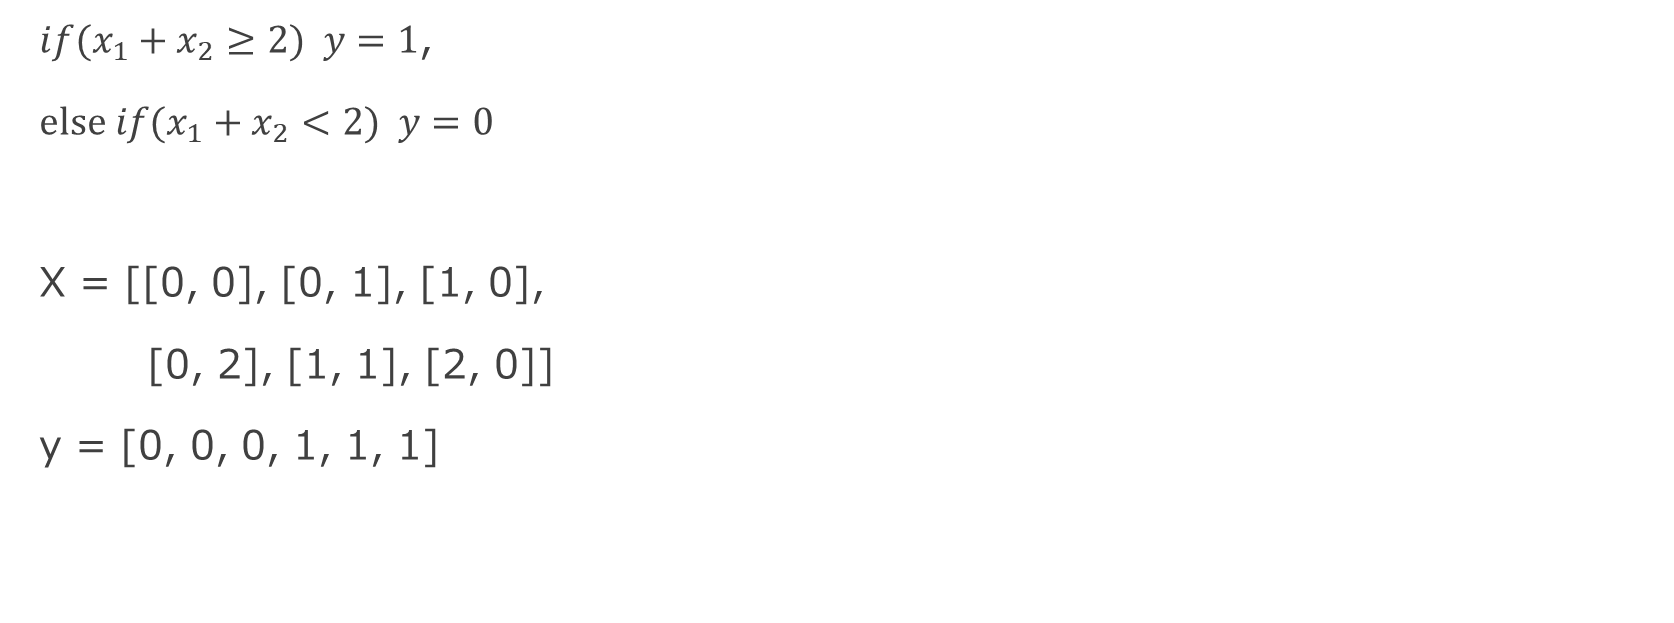 if(x₁ + x₂ ≥ 2) y = 1,
else if(x₁ + x₂ < 2) y = 0
X = [[0, 0], [0, 1], [1, 0],
[0, 2], [1, 1], [2, 0]]
y = [0, 0, 0, 1, 1, 1]